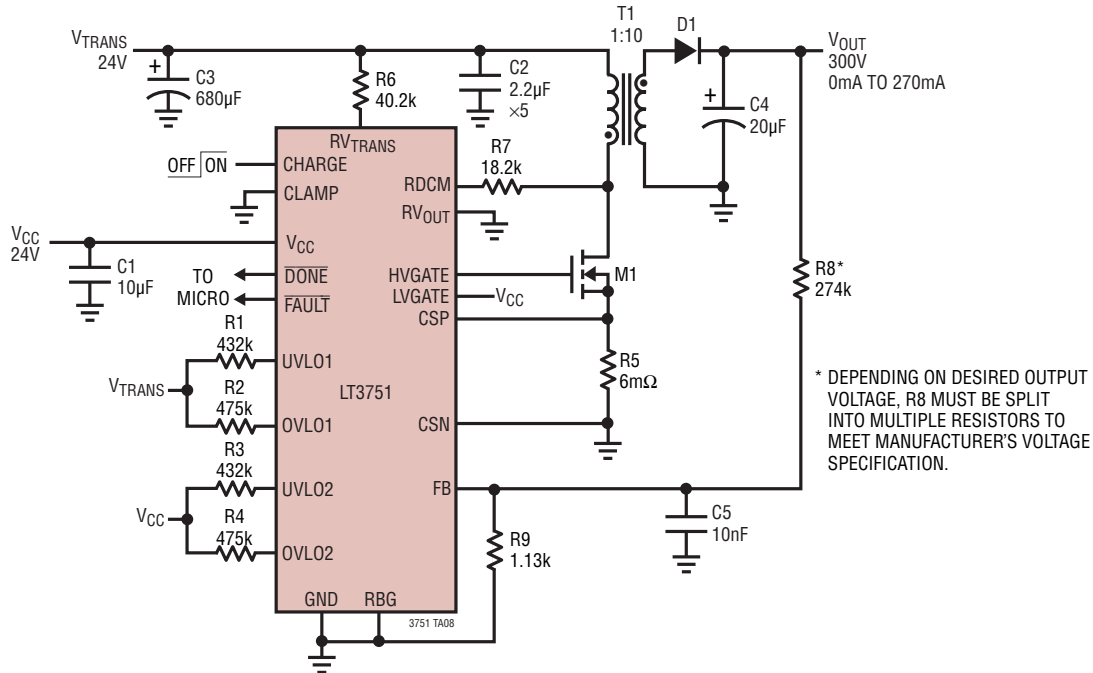 T1
1:10
D1
VTRANS
24V
C3
680µF
+
R6
40.2k
C2
2.2µF
×5
VOUT
300V
0mA TO 270mA
+
C4
20µF
RVTRANS
OFF ON
CHARGE
CLAMP
R7
18.2k
RDCM
RVOUT
VCC
24V
C1
10µF
VCC
TO
MICRO
DONE
FAULT
HVGATE
LVGATE
VCC
CSP
M1
R8*
274k
R1
432k
UVLO1
VTRANS
R2
475k
OVLO1
LT3751
R5
6mΩ
CSN
R3
432k
UVLO2
VCC
R4
475k
OVLO2
FB
R9
1.13k
C5
10nF
GND
RBG
3751 TA08
* DEPENDING ON DESIRED OUTPUT
VOLTAGE, R8 MUST BE SPLIT
INTO MULTIPLE RESISTORS TO
MEET MANUFACTURER'S VOLTAGE
SPECIFICATION.